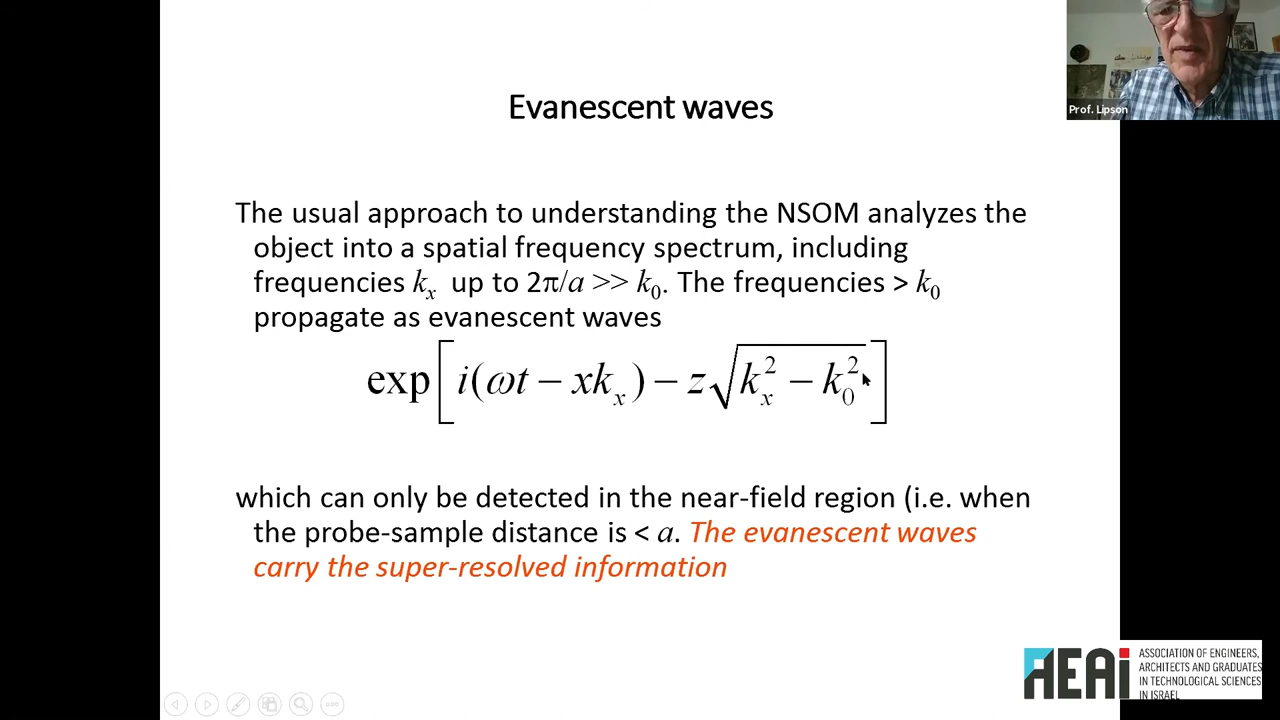 Prof. Lipson
Evanescent waves
The usual approach to understanding the NSOM analyzes the
object into a spatial frequency spectrum, including
frequencies kₓ up to 2π/a >> k₀. The frequencies > k₀
propagate as evanescent waves
exp[i(ωt − xkₓ) − z√(kₓ² − k₀²)]
which can only be detected in the near-field region (i.e. when
the probe-sample distance is < a. The evanescent waves
carry the super-resolved information
AEAi
ASSOCIATION OF ENGINEERS,
ARCHITECTS AND GRADUATES
IN TECHNOLOGICAL SCIENCES
IN ISRAEL